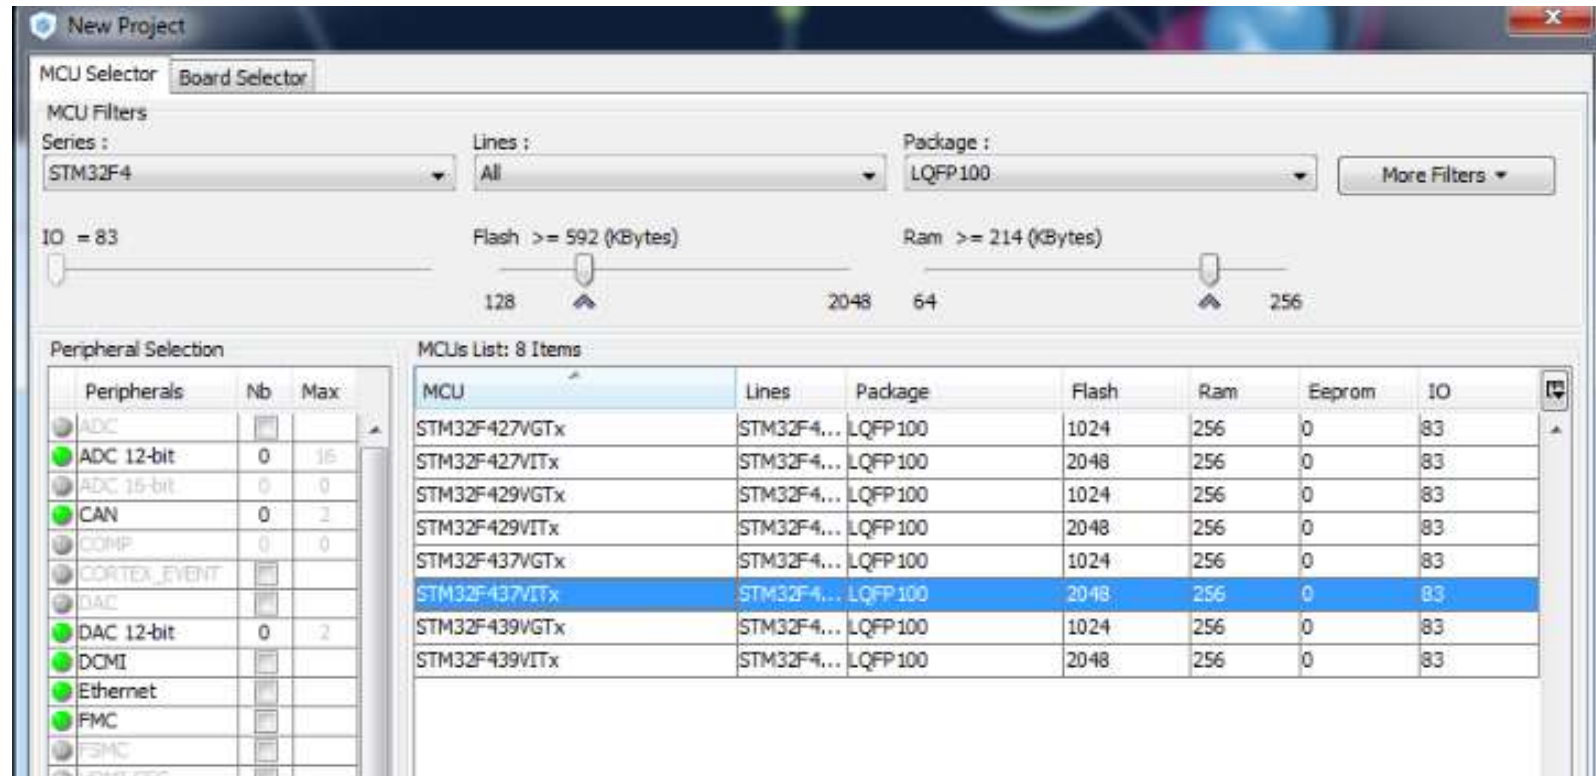 New Project
MCU Selector Board Selector
MCU Filters
Series : Lines : Package :
STM32F4 All LQFP100 More Filters
IO = 83 Flash >= 592 (KBytes) Ram >= 214 (KBytes)
128 2048 64 256
Peripheral Selection MCUs List: 8 Items
Peripherals Nb Max MCU Lines Package Flash Ram Eeprom IO
ADC STM32F427VGTx STM32F4... LQFP100 1024 256 0 83
ADC 12-bit 0 16 STM32F427VITx STM32F4... LQFP100 2048 256 0 83
ADC 16-bit 0 0 STM32F429VGTx STM32F4... LQFP100 1024 256 0 83
CAN 0 2 STM32F429VITx STM32F4... LQFP100 2048 256 0 83
COMP 0 0 STM32F437VGTx STM32F4... LQFP100 1024 256 0 83
CORTEX_EVENT
DAC STM32F437VITx STM32F4... LQFP100 2048 256 0 83
DAC 12-bit 0 2 STM32F439VGTx STM32F4... LQFP100 1024 256 0 83
DCMI STM32F439VITx STM32F4... LQFP100 2048 256 0 83
Ethernet
FMC
FSMC